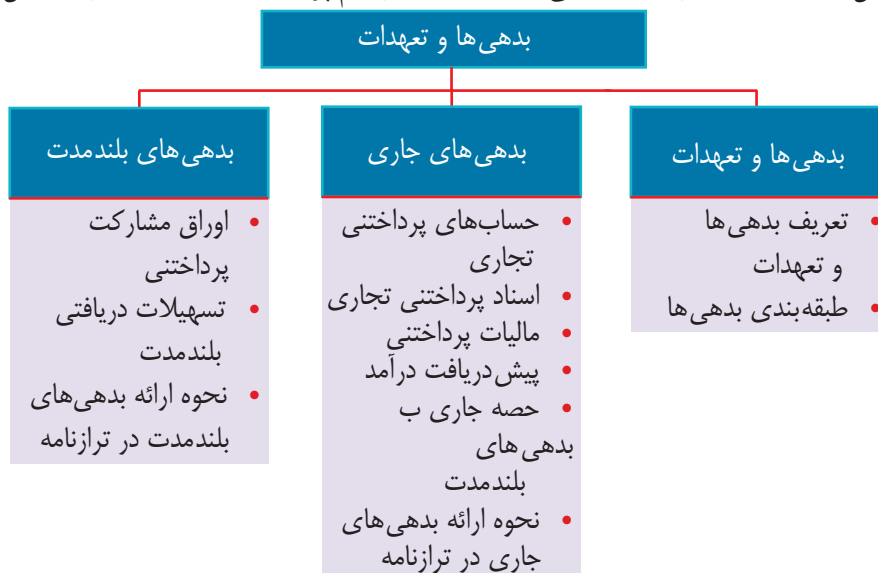 بدهی‌ها و تعهدات
بدهی‌ها و تعهدات
• تعریف بدهی‌ها
و تعهدات
• طبقه‌بندی بدهی‌ها
بدهی‌های جاری
• حساب‌های پرداختنی
تجاری
• اسناد پرداختنی تجاری
• مالیات پرداختنی
• پیش‌دریافت درآمد
• حصه جاری ب
بدهی‌های
بلندمدت
• نحوه ارائه بدهی‌های
جاری در ترازنامه
بدهی‌های بلندمدت
• اوراق مشارکت
پرداختنی
• تسهیلات دریافتی
بلندمدت
• نحوه ارائه بدهی‌های
بلندمدت در ترازنامه